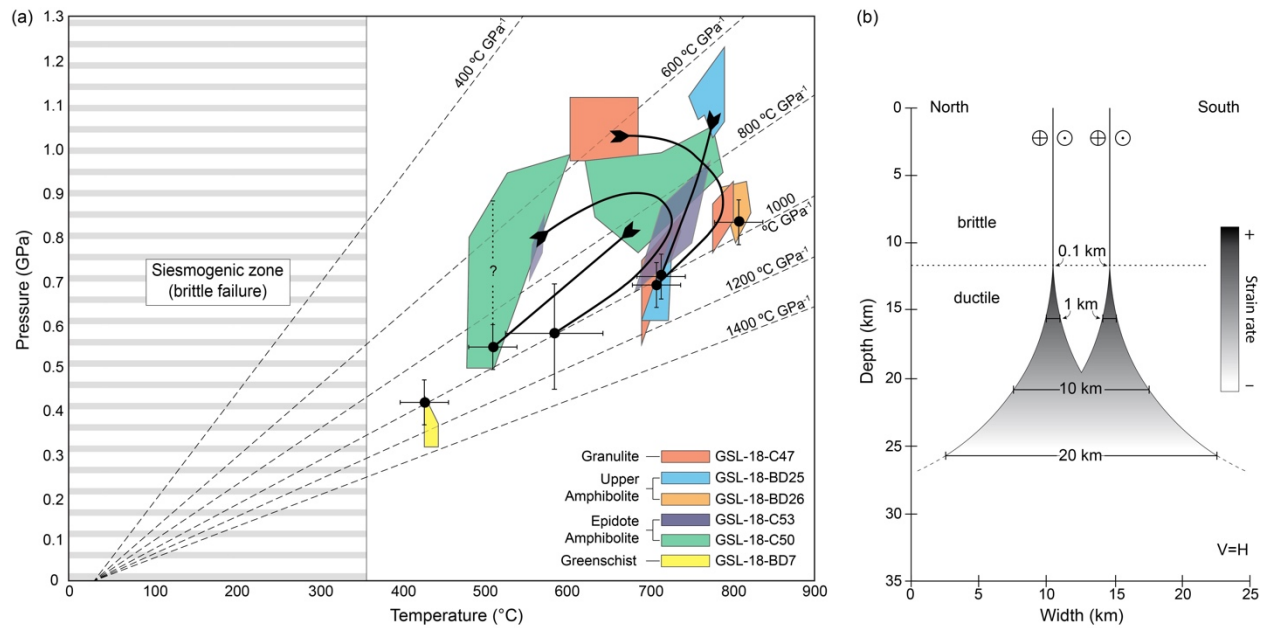 (a)
1.3
1.2
1.1
1.0
0.9
0.8
0.7
0.6
0.5
0.4
0.3
0.2
0.1
0
Pressure (GPa)
Siesmogenic zone
(brittle failure)
400 ºC GPa⁻¹
600 ºC GPa⁻¹
800 ºC GPa⁻¹
1000
ºC GPa⁻¹
1200 ºC GPa⁻¹
1400 ºC GPa⁻¹
?
Granulite GSL-18-C47
Upper GSL-18-BD25
Amphibolite GSL-18-BD26
Epidote GSL-18-C53
Amphibolite GSL-18-C50
Greenschist GSL-18-BD7
0 100 200 300 400 500 600 700 800 900
Temperature (°C)
(b)
North South
0
5
10
15
20
25
30
35
Depth (km)
brittle
0.1 km
ductile
1 km
10 km
20 km
+
Strain rate
–
V=H
0 5 10 15 20 25
Width (km)